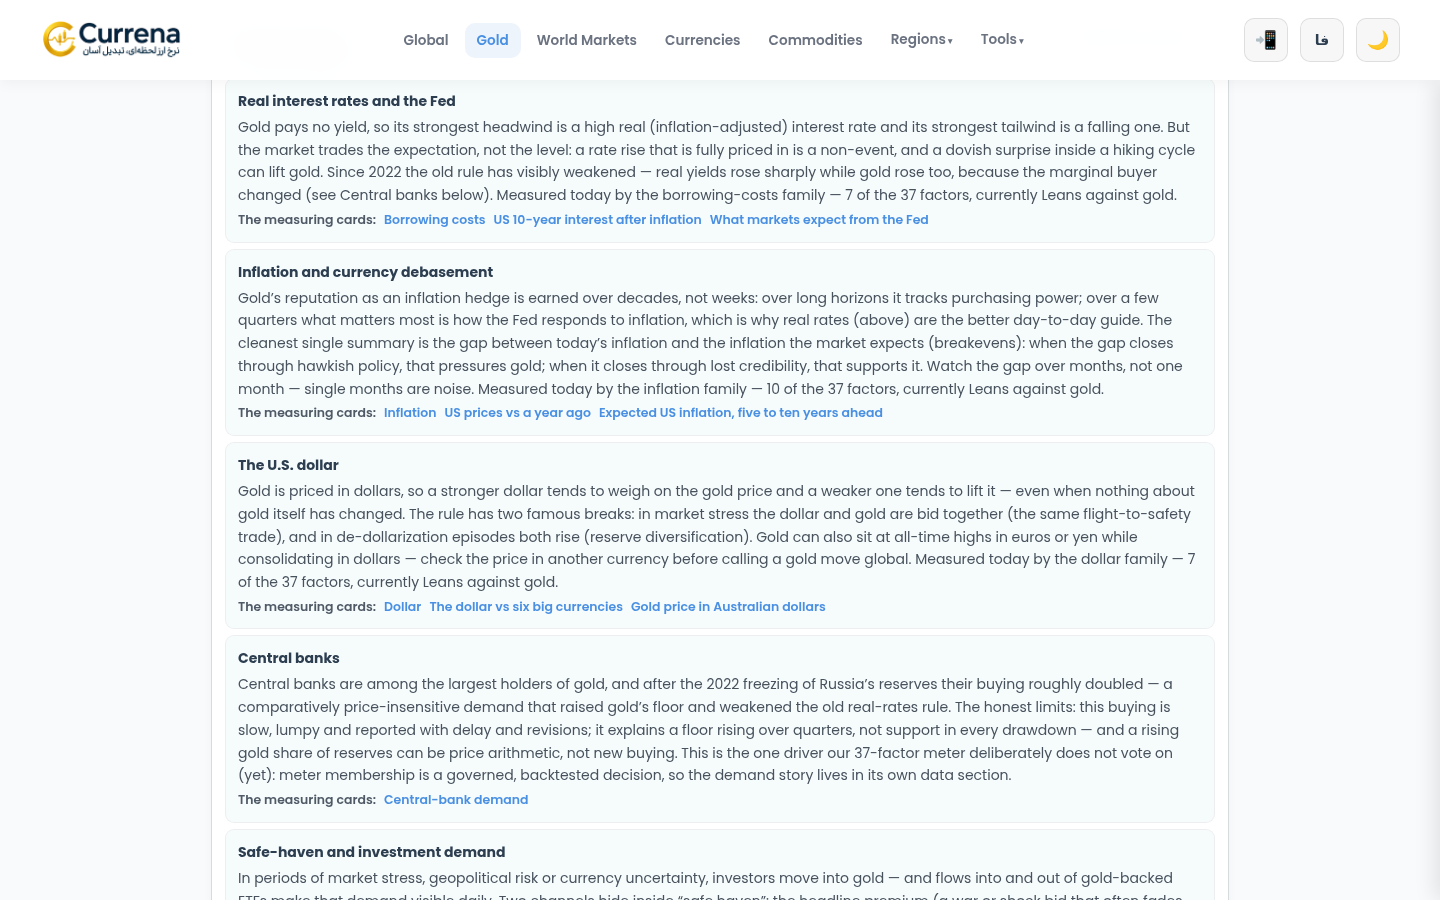 Currena
نرخ ارز لحظه‌ای، تبدیل آسان
Global Gold World Markets Currencies Commodities Regions ▾ Tools ▾
فا
Real interest rates and the Fed
Gold pays no yield, so its strongest headwind is a high real (inflation-adjusted) interest rate and its strongest tailwind is a falling one. But
the market trades the expectation, not the level: a rate rise that is fully priced in is a non-event, and a dovish surprise inside a hiking cycle
can lift gold. Since 2022 the old rule has visibly weakened — real yields rose sharply while gold rose too, because the marginal buyer
changed (see Central banks below). Measured today by the borrowing-costs family — 7 of the 37 factors, currently Leans against gold.
The measuring cards: Borrowing costs US 10-year interest after inflation What markets expect from the Fed
Inflation and currency debasement
Gold’s reputation as an inflation hedge is earned over decades, not weeks: over long horizons it tracks purchasing power; over a few
quarters what matters most is how the Fed responds to inflation, which is why real rates (above) are the better day-to-day guide. The
cleanest single summary is the gap between today’s inflation and the inflation the market expects (breakevens): when the gap closes
through hawkish policy, that pressures gold; when it closes through lost credibility, that supports it. Watch the gap over months, not one
month — single months are noise. Measured today by the inflation family — 10 of the 37 factors, currently Leans against gold.
The measuring cards: Inflation US prices vs a year ago Expected US inflation, five to ten years ahead
The U.S. dollar
Gold is priced in dollars, so a stronger dollar tends to weigh on the gold price and a weaker one tends to lift it — even when nothing about
gold itself has changed. The rule has two famous breaks: in market stress the dollar and gold are bid together (the same flight-to-safety
trade), and in de-dollarization episodes both rise (reserve diversification). Gold can also sit at all-time highs in euros or yen while
consolidating in dollars — check the price in another currency before calling a gold move global. Measured today by the dollar family — 7
of the 37 factors, currently Leans against gold.
The measuring cards: Dollar The dollar vs six big currencies Gold price in Australian dollars
Central banks
Central banks are among the largest holders of gold, and after the 2022 freezing of Russia’s reserves their buying roughly doubled — a
comparatively price-insensitive demand that raised gold’s floor and weakened the old real-rates rule. The honest limits: this buying is
slow, lumpy and reported with delay and revisions; it explains a floor rising over quarters, not support in every drawdown — and a rising
gold share of reserves can be price arithmetic, not new buying. This is the one driver our 37-factor meter deliberately does not vote on
(yet): meter membership is a governed, backtested decision, so the demand story lives in its own data section.
The measuring cards: Central-bank demand
Safe-haven and investment demand
In periods of market stress, geopolitical risk or currency uncertainty, investors move into gold — and flows into and out of gold-backed
ETFs make that demand visible daily. Two channels hide inside “safe haven”: the headline premium (a war or shock bid that often fades